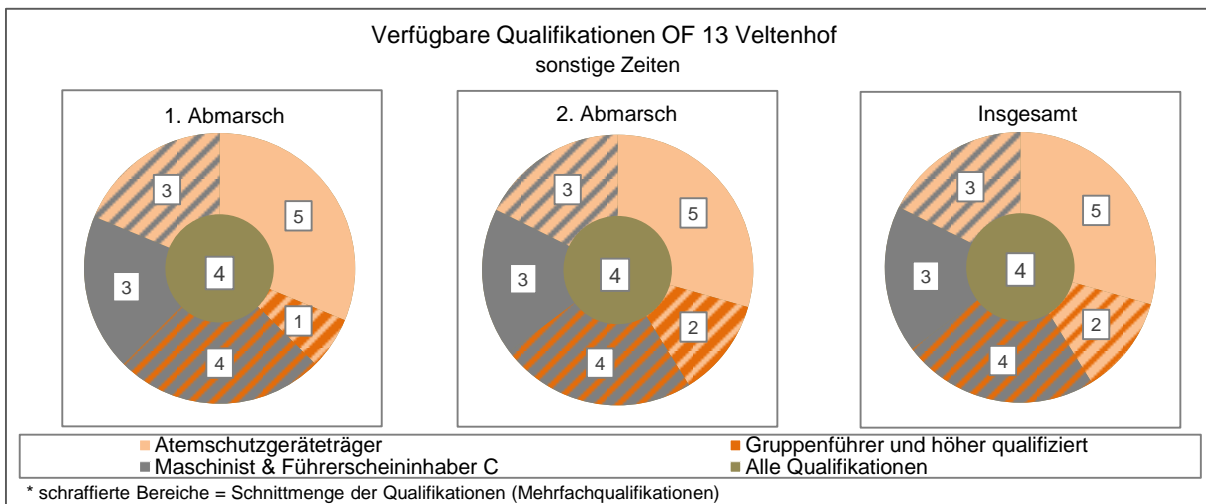 Verfügbare Qualifikationen OF 13 Veltenhof
sonstige Zeiten
1. Abmarsch
3
5
4
3
1
4
2. Abmarsch
3
5
4
3
2
4
Insgesamt
3
5
4
3
2
4
Atemschutzgeräteträger
Gruppenführer und höher qualifiziert
Maschinist & Führerscheininhaber C
Alle Qualifikationen
* schraffierte Bereiche = Schnittmenge der Qualifikationen (Mehrfachqualifikationen)